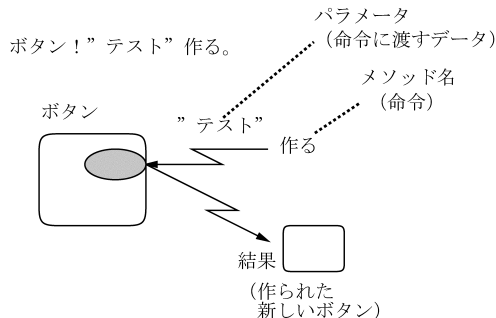 パラメータ
（命令に渡すデータ）
ボタン！”テスト”作る。
メソッド名
（命令）
ボタン
”テスト”
作る
結果
（作られた
新しいボタン）